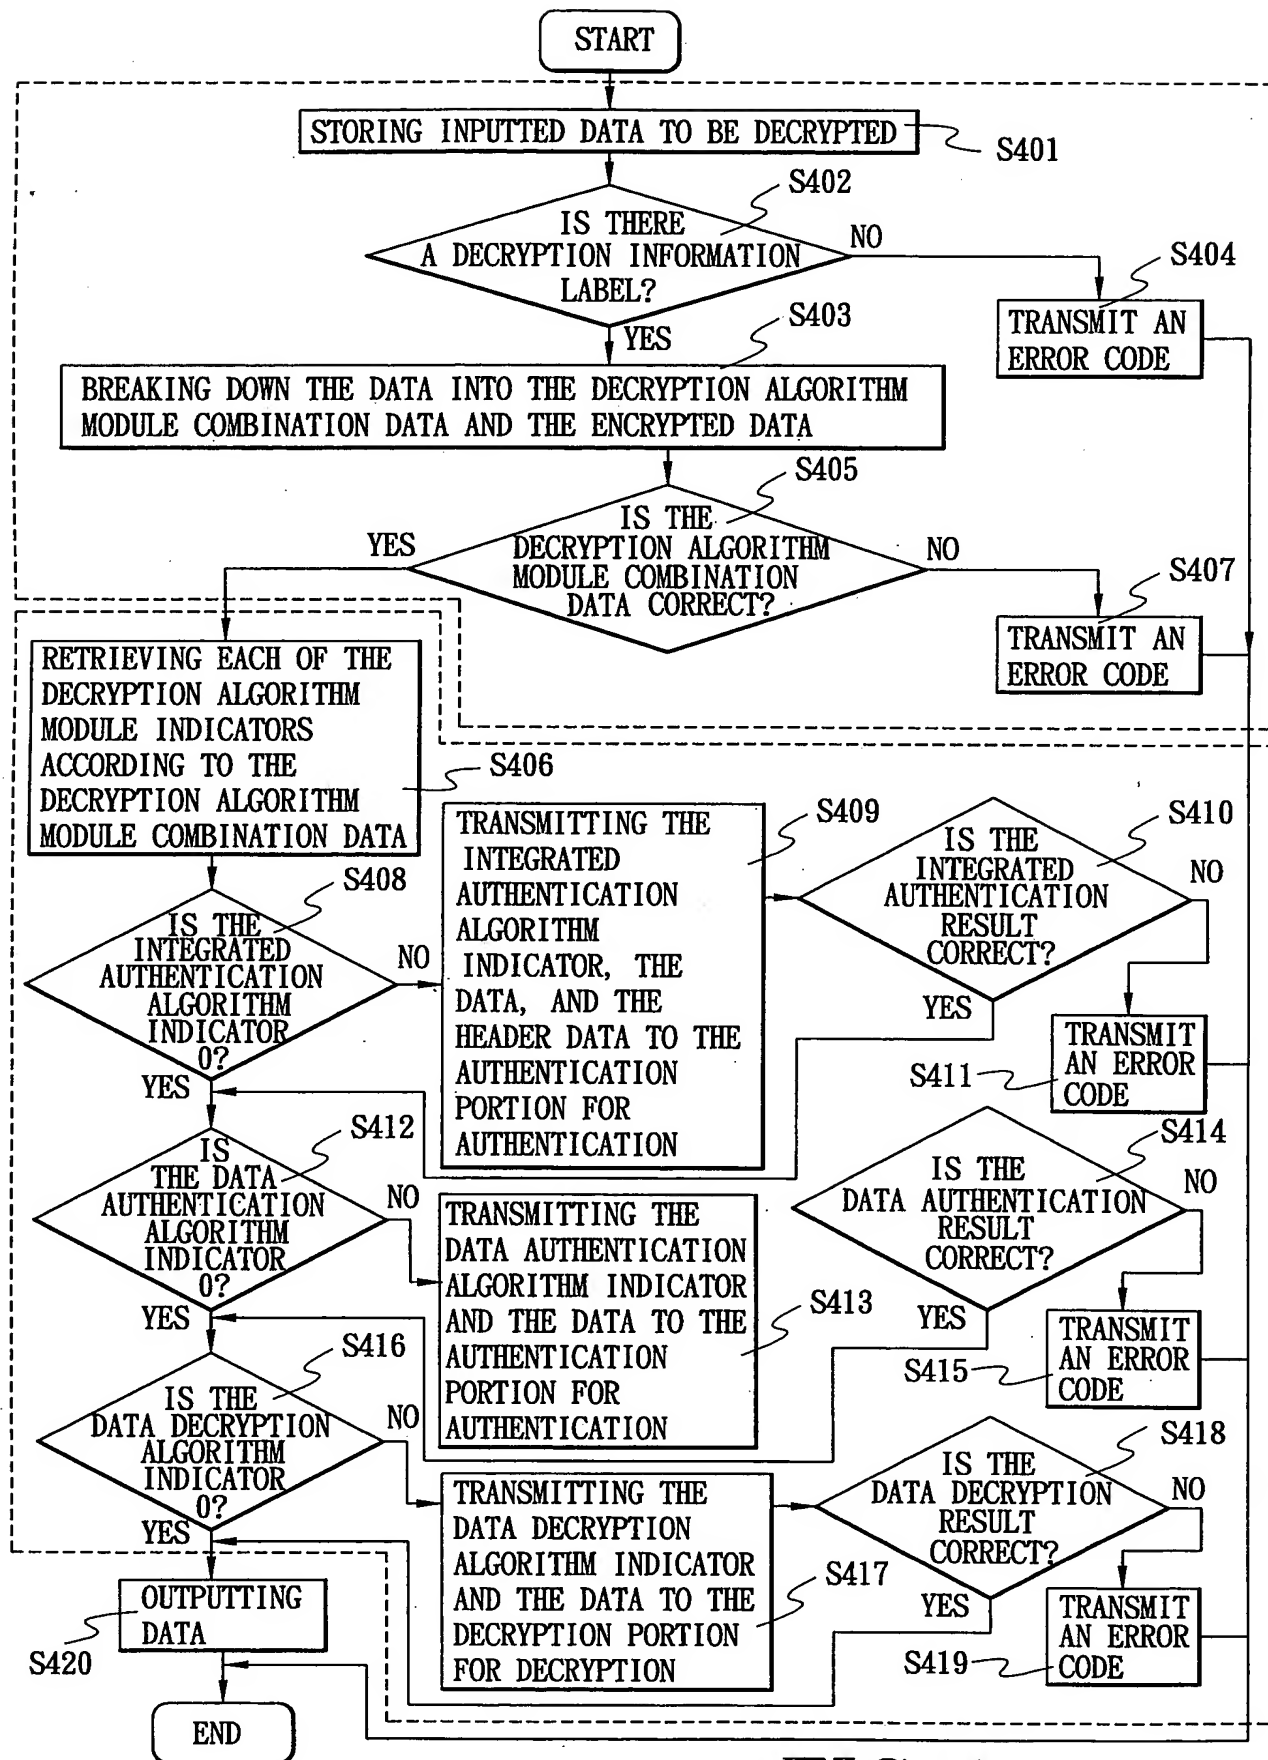 START
STORING INPUTTED DATA TO BE DECRYPTED
S401
S402
IS THERE
A DECRYPTION INFORMATION
LABEL?
NO
S404
TRANSMIT AN
ERROR CODE
YES
S403
BREAKING DOWN THE DATA INTO THE DECRYPTION ALGORITHM
MODULE COMBINATION DATA AND THE ENCRYPTED DATA
S405
IS THE
DECRYPTION ALGORITHM
MODULE COMBINATION
DATA CORRECT?
YES
NO
S407
TRANSMIT AN
ERROR CODE
RETRIEVING EACH OF THE
DECRYPTION ALGORITHM
MODULE INDICATORS
ACCORDING TO THE
DECRYPTION ALGORITHM
MODULE COMBINATION DATA
S406
S408
IS THE
INTEGRATED
AUTHENTICATION
ALGORITHM
INDICATOR
0?
NO
YES
TRANSMITTING THE
INTEGRATED
AUTHENTICATION
ALGORITHM
INDICATOR, THE
DATA, AND THE
HEADER DATA TO THE
AUTHENTICATION
PORTION FOR
AUTHENTICATION
S409
S410
IS THE
INTEGRATED
AUTHENTICATION
RESULT
CORRECT?
NO
YES
TRANSMIT
AN ERROR
CODE
S411
S412
IS
THE DATA
AUTHENTICATION
ALGORITHM
INDICATOR
0?
NO
YES
TRANSMITTING THE
DATA AUTHENTICATION
ALGORITHM INDICATOR
AND THE DATA TO THE
AUTHENTICATION
PORTION FOR
AUTHENTICATION
S413
S414
IS THE
DATA AUTHENTICATION
RESULT
CORRECT?
NO
YES
TRANSMIT
AN ERROR
CODE
S415
S416
IS THE
DATA DECRYPTION
ALGORITHM
INDICATOR
0?
NO
YES
TRANSMITTING THE
DATA DECRYPTION
ALGORITHM INDICATOR
AND THE DATA TO THE
DECRYPTION PORTION
FOR DECRYPTION
S417
S418
IS THE
DATA DECRYPTION
RESULT
CORRECT?
NO
YES
TRANSMIT
AN ERROR
CODE
S419
OUTPUTTING
DATA
S420
END